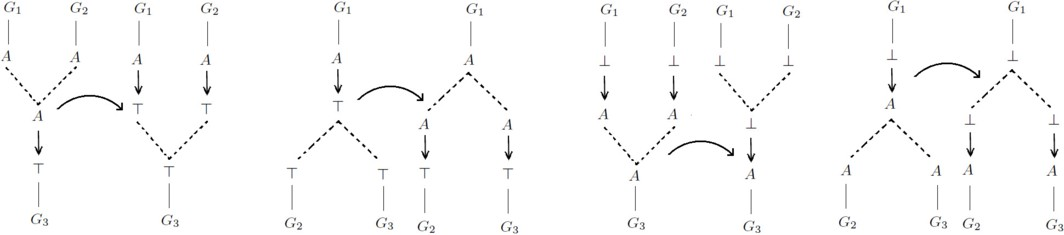 G₁ G₂ G₁ G₂ G₁ G₁ G₁ G₂ G₁ G₂ G₁ G₁
A A A A A A ⊥ ⊥ ⊥ ⊥ ⊥ ⊥
A ⊤ ⊤ ⊤ A A A A ⊥ A ⊥ ⊥
⊤ ⊤ ⊤ ⊤ ⊤ ⊤ A A A A A A
G₃ G₃ G₂ G₃ G₂ G₃ G₃ G₃ G₂ G₃ G₂ G₃